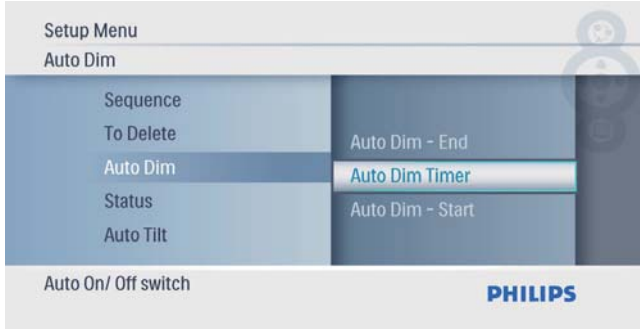 Setup Menu
Auto Dim
Sequence
To Delete
Auto Dim
Status
Auto Tilt
Auto Dim - End
Auto Dim Timer
Auto Dim - Start
Auto On/ Off switch
PHILIPS